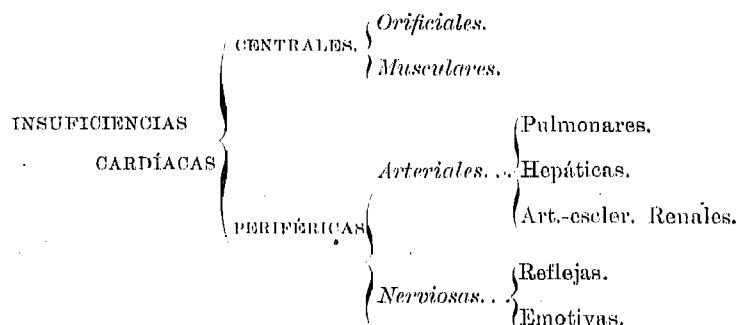 Orificiales.
CENTRALES.
Musculares.
INSUFICIENCIAS
CARDÍACAS
Pulmonares.
Arteriales...
Hepáticas.
Art.-escler. Renales.
PERIFÉRICAS
Reflejas.
Nerviosas...
Emotivas.